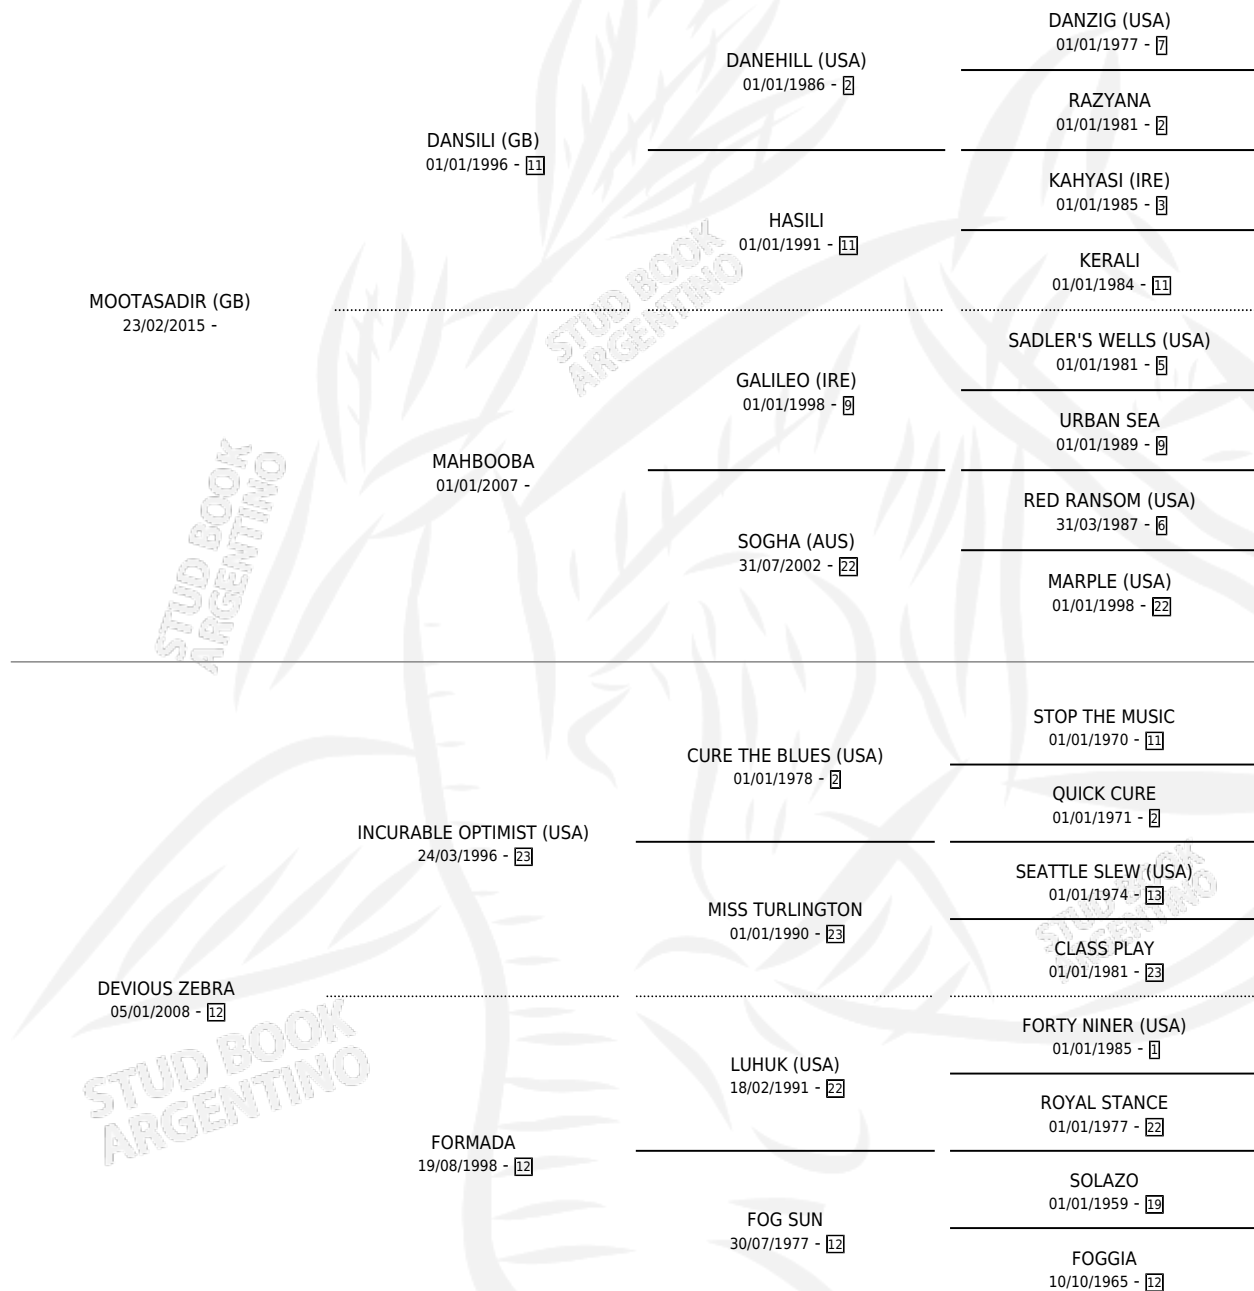 DANZIG (USA)
01/01/1977 - 7
DANEHILL (USA)
01/01/1986 - 2
RAZYANA
01/01/1981 - 2
DANSILI (GB)
01/01/1996 - 11
KAHYASI (IRE)
01/01/1985 - 3
HASILI
01/01/1991 - 11
KERALI
01/01/1984 - 11
MOOTASADIR (GB)
23/02/2015 -
SADLER'S WELLS (USA)
01/01/1981 - 5
GALILEO (IRE)
01/01/1998 - 9
URBAN SEA
01/01/1989 - 9
MAHBOOBA
01/01/2007 -
RED RANSOM (USA)
31/03/1987 - 6
SOGHA (AUS)
31/07/2002 - 22
MARPLE (USA)
01/01/1998 - 22
STOP THE MUSIC
01/01/1970 - 11
CURE THE BLUES (USA)
01/01/1978 - 2
QUICK CURE
01/01/1971 - 2
INCURABLE OPTIMIST (USA)
24/03/1996 - 23
SEATTLE SLEW (USA)
01/01/1974 - 13
MISS TURLINGTON
01/01/1990 - 23
CLASS PLAY
01/01/1981 - 23
DEVIOUS ZEBRA
05/01/2008 - 12
FORTY NINER (USA)
01/01/1985 - 1
LUHUK (USA)
18/02/1991 - 22
ROYAL STANCE
01/01/1977 - 22
FORMADA
19/08/1998 - 12
SOLAZO
01/01/1959 - 19
FOG SUN
30/07/1977 - 12
FOGGIA
10/10/1965 - 12
STUD BOOK
ARGENTINO
STUD BOOK
ARGENTINO
STUD BOOK
ARGENTINO
STUD BOOK
ARGENTINO